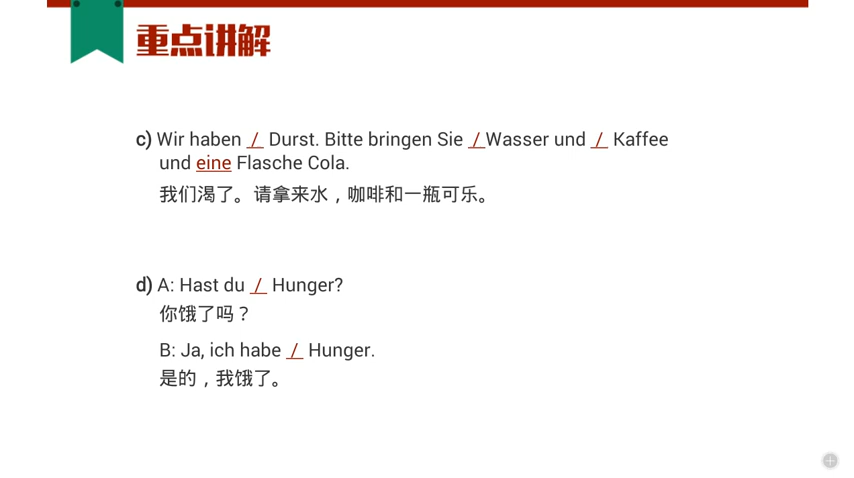 重点讲解
c) Wir haben / Durst. Bitte bringen Sie / Wasser und / Kaffee
und eine Flasche Cola.
我们渴了。请拿来水，咖啡和一瓶可乐。
d) A: Hast du / Hunger?
你饿了吗？
B: Ja, ich habe / Hunger.
是的，我饿了。